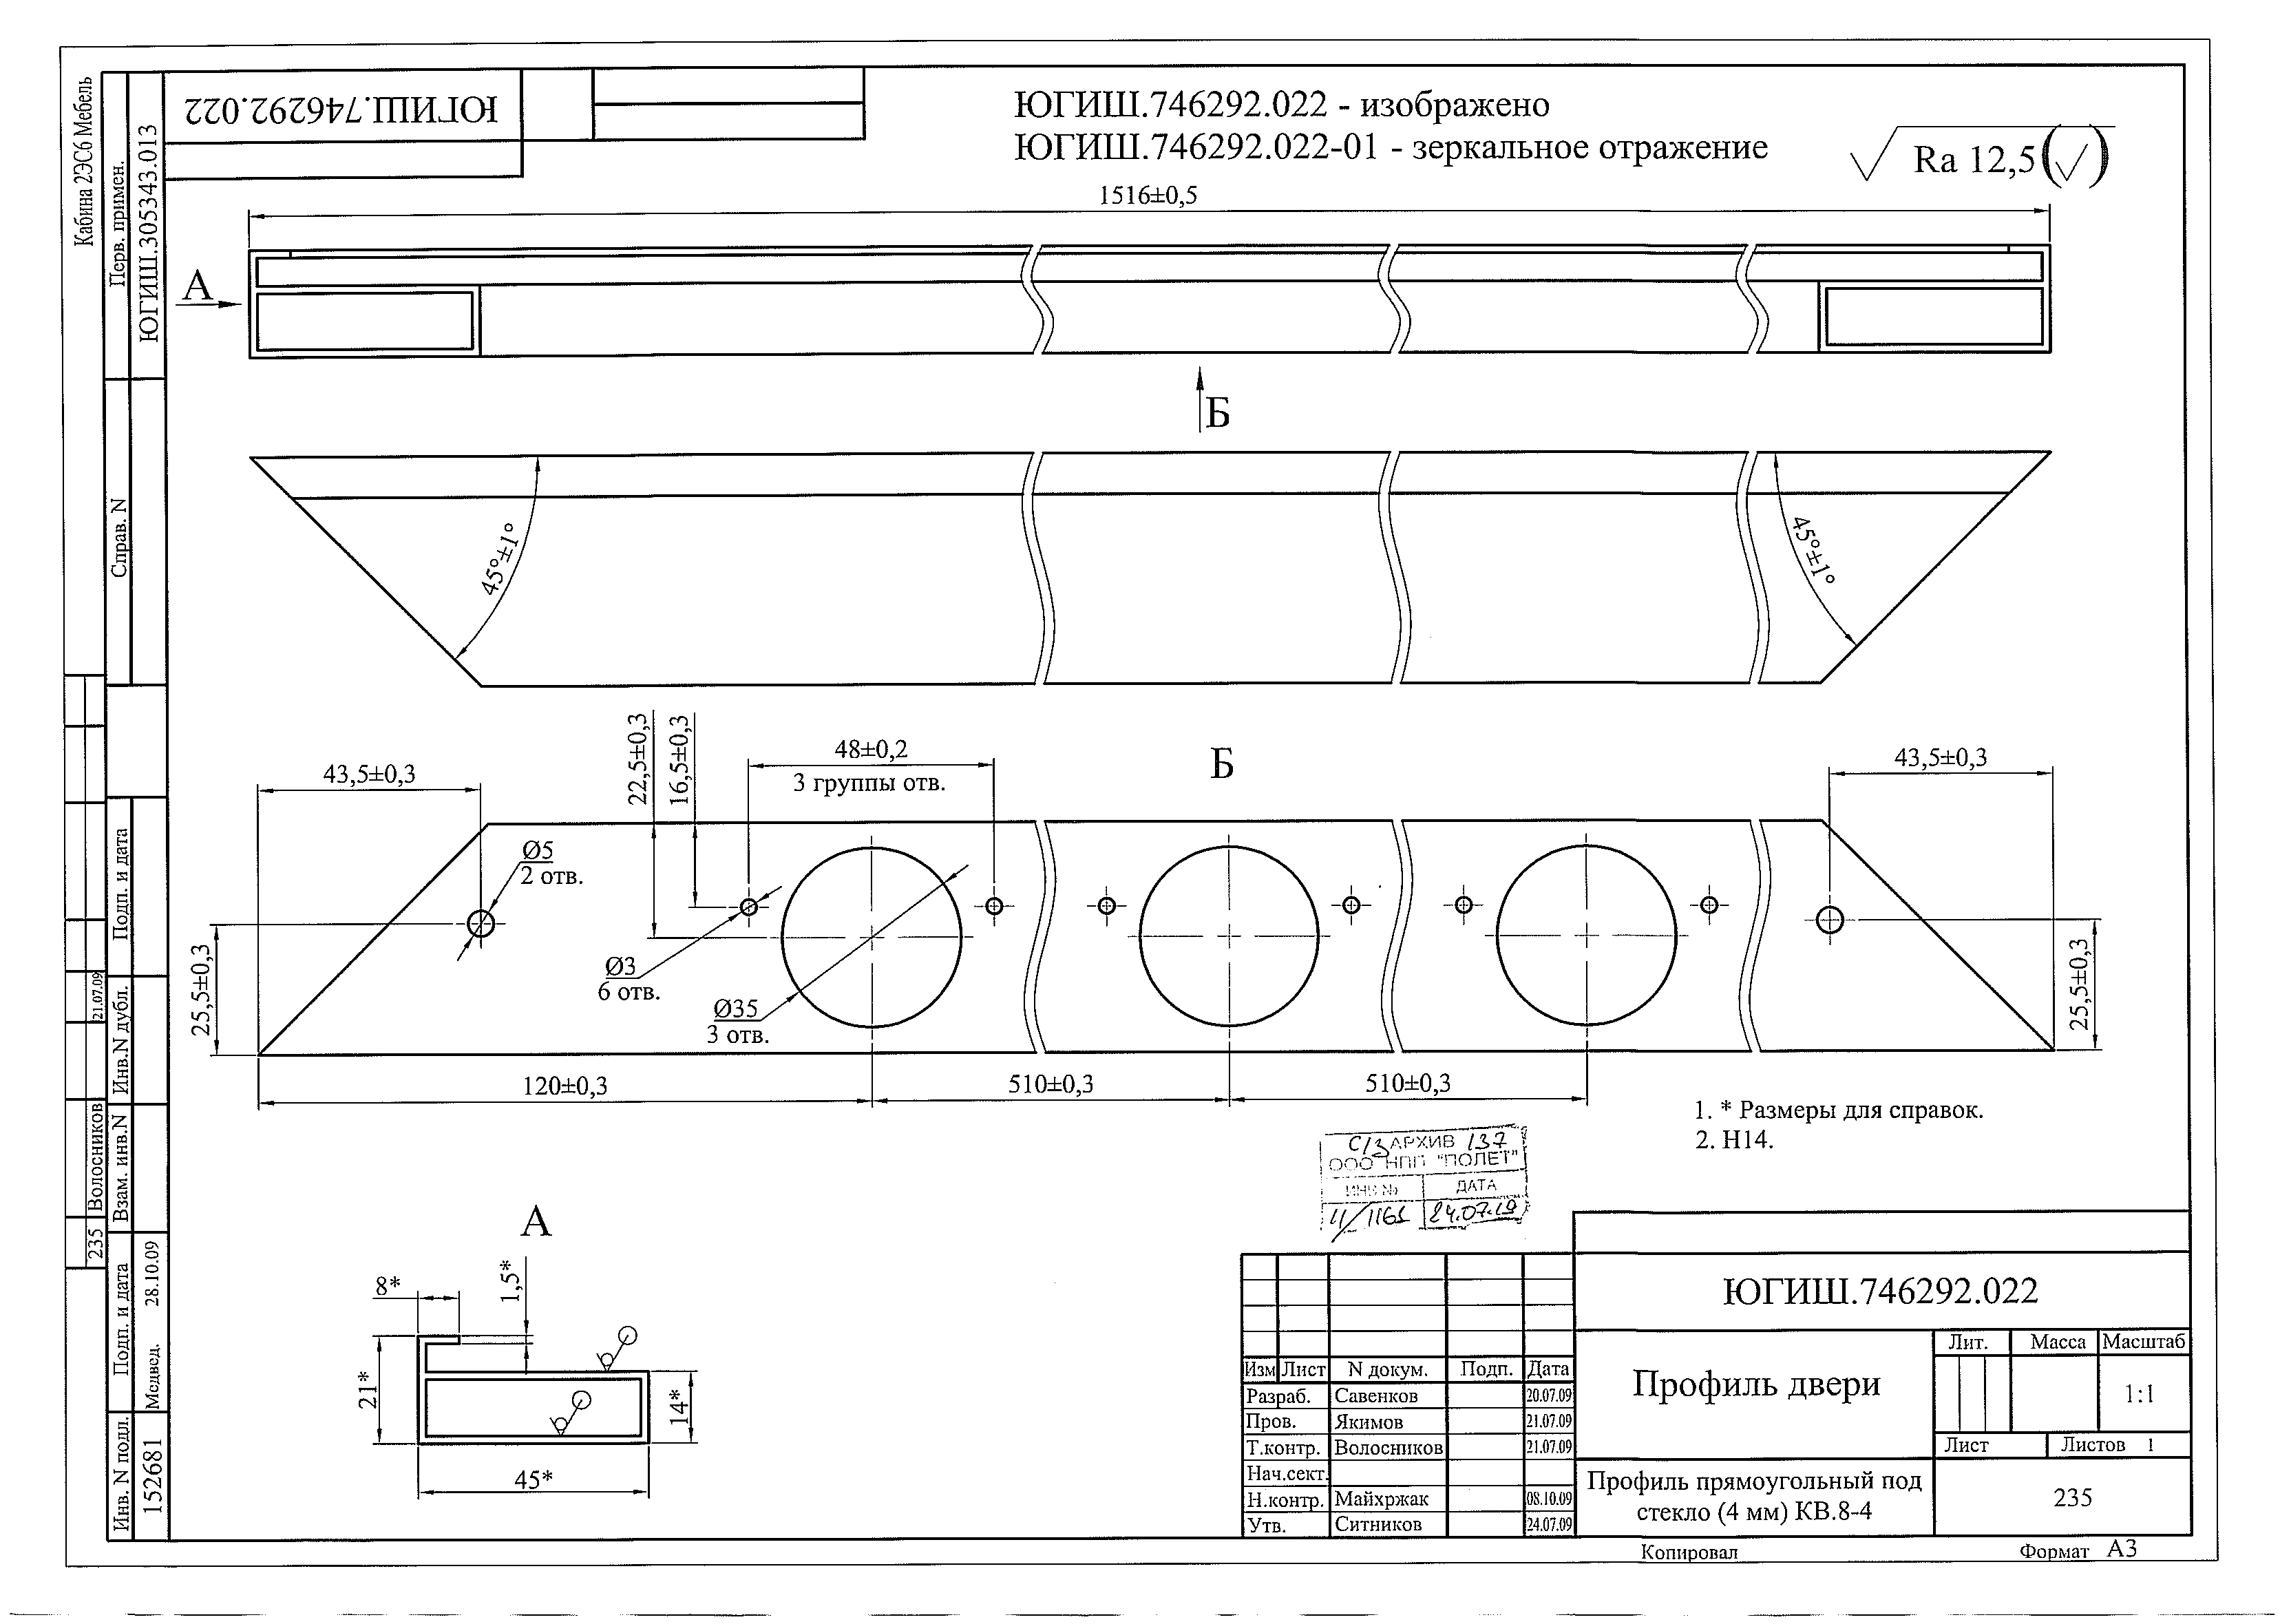 Кабина 2ЭС6 Мебель
Перв. примен.
ЮГИШ.305343.013
ЮГИШ.746292.022
ЮГИШ.746292.022 - изображено
ЮГИШ.746292.022-01 - зеркальное отражение
Ra 12,5 (√)
1516±0,5
А
Справ. N
Б
45°±1°
45°±1°
Б
43,5±0,3
22,5±0,3
16,5±0,3
48±0,2
3 группы отв.
43,5±0,3
Ø5
2 отв.
Ø3
6 отв.
Ø35
3 отв.
25,5±0,3
25,5±0,3
120±0,3
510±0,3
510±0,3
1. * Размеры для справок.
2. H14.
С/З АРХИВ 137
ООО НПП "ПОЛЕТ"
ИНВ № ДАТА
24.07.19
А
8*
1,5*
21*
14*
45*
Подп. и дата
Инв.N дубл.
21.07.09
Взам. инв.N
Волосников
235
Подп. и дата
Медвед. 28.10.09
Инв. N подл.
152681
ЮГИШ.746292.022
Изм Лист N докум. Подп. Дата
Разраб. Савенков 20.07.09
Пров. Якимов 21.07.09
Т.контр. Волосников 21.07.09
Нач.сект.
Н.контр. Майхржак 08.10.09
Утв. Ситников 24.07.09
Профиль двери
Лит. Масса Масштаб
1:1
Лист Листов 1
Профиль прямоугольный под
стекло (4 мм) КВ.8-4
235
Копировал Формат А3